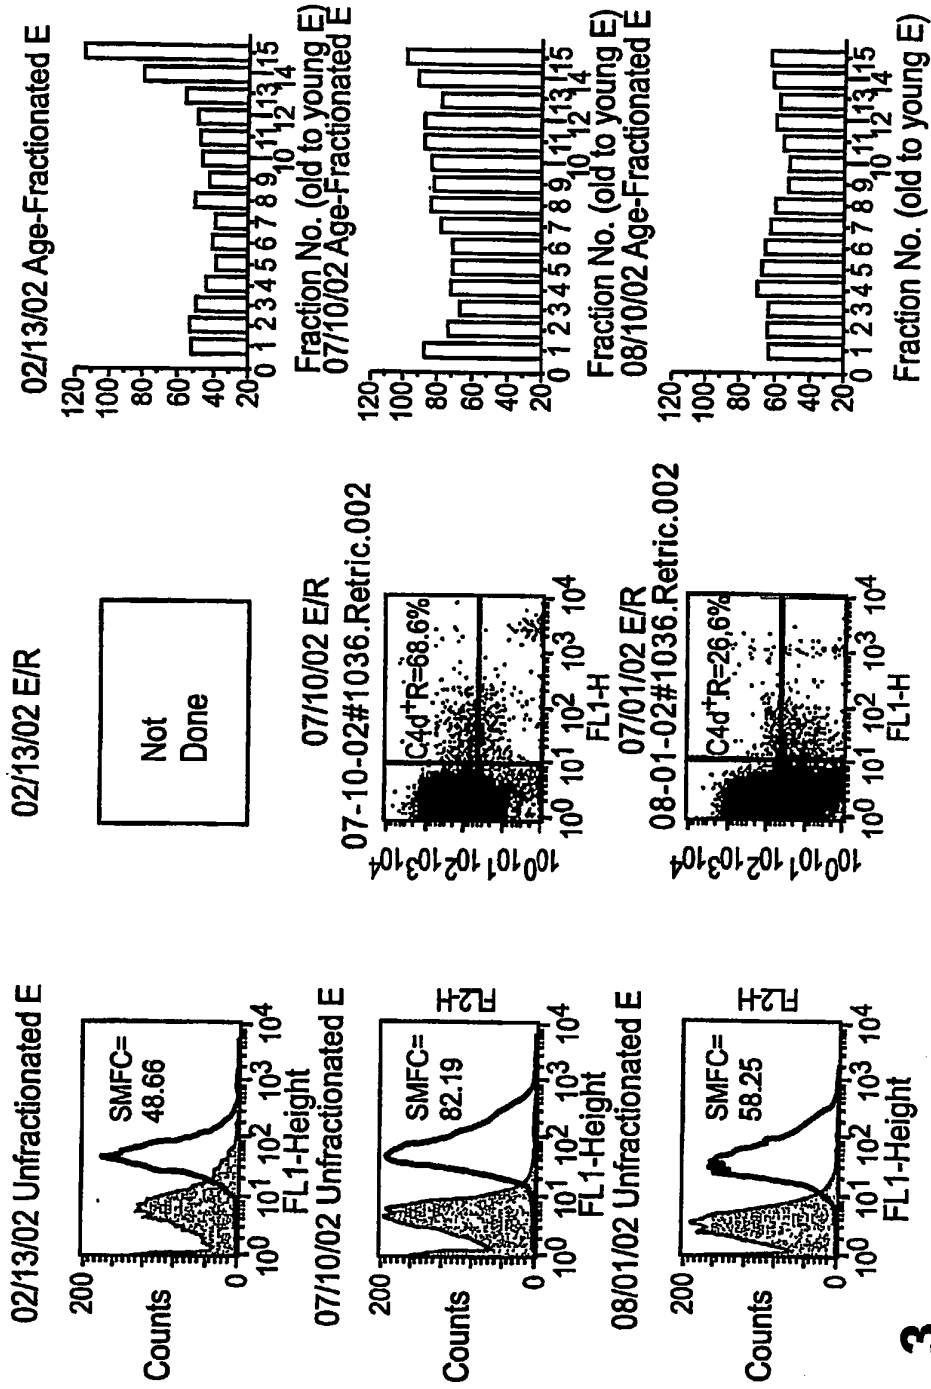 02/13/02 Unfractionated E
200
Counts
0
SMFC=
48.66
10⁰ 10¹ 10² 10³ 10⁴
FL1-Height
02/13/02 E/R
Not
Done
02/13/02 Age-Fractionated E
120
100
80
60
40
20
0 1 2 3 4 5 6 7 8 9 10 11 12 13 14 15
Fraction No. (old to young E)
07/10/02 Unfractionated E
200
Counts
0
SMFC=
82.19
10⁰ 10¹ 10² 10³ 10⁴
FL1-Height
07/10/02 E/R
07-10-02#1036.Retric.002
FL2-H
10⁰ 10¹ 10² 10³ 10⁴
C4d⁺R=68.6%
10⁰ 10¹ 10² 10³ 10⁴
FL1-H
07/10/02 Age-Fractionated E
120
100
80
60
40
20
0 1 2 3 4 5 6 7 8 9 10 11 12 13 14 15
Fraction No. (old to young E)
08/01/02 Unfractionated E
200
Counts
0
SMFC=
58.25
10⁰ 10¹ 10² 10³ 10⁴
FL1-Height
07/01/02 E/R
08-01-02#1036.Retric.002
FL2-H
10⁰ 10¹ 10² 10³ 10⁴
C4d⁺R=26.6%
10⁰ 10¹ 10² 10³ 10⁴
FL1-H
08/10/02 Age-Fractionated E
120
100
80
60
40
20
0 1 2 3 4 5 6 7 8 9 10 11 12 13 14 15
Fraction No. (old to young E)
3